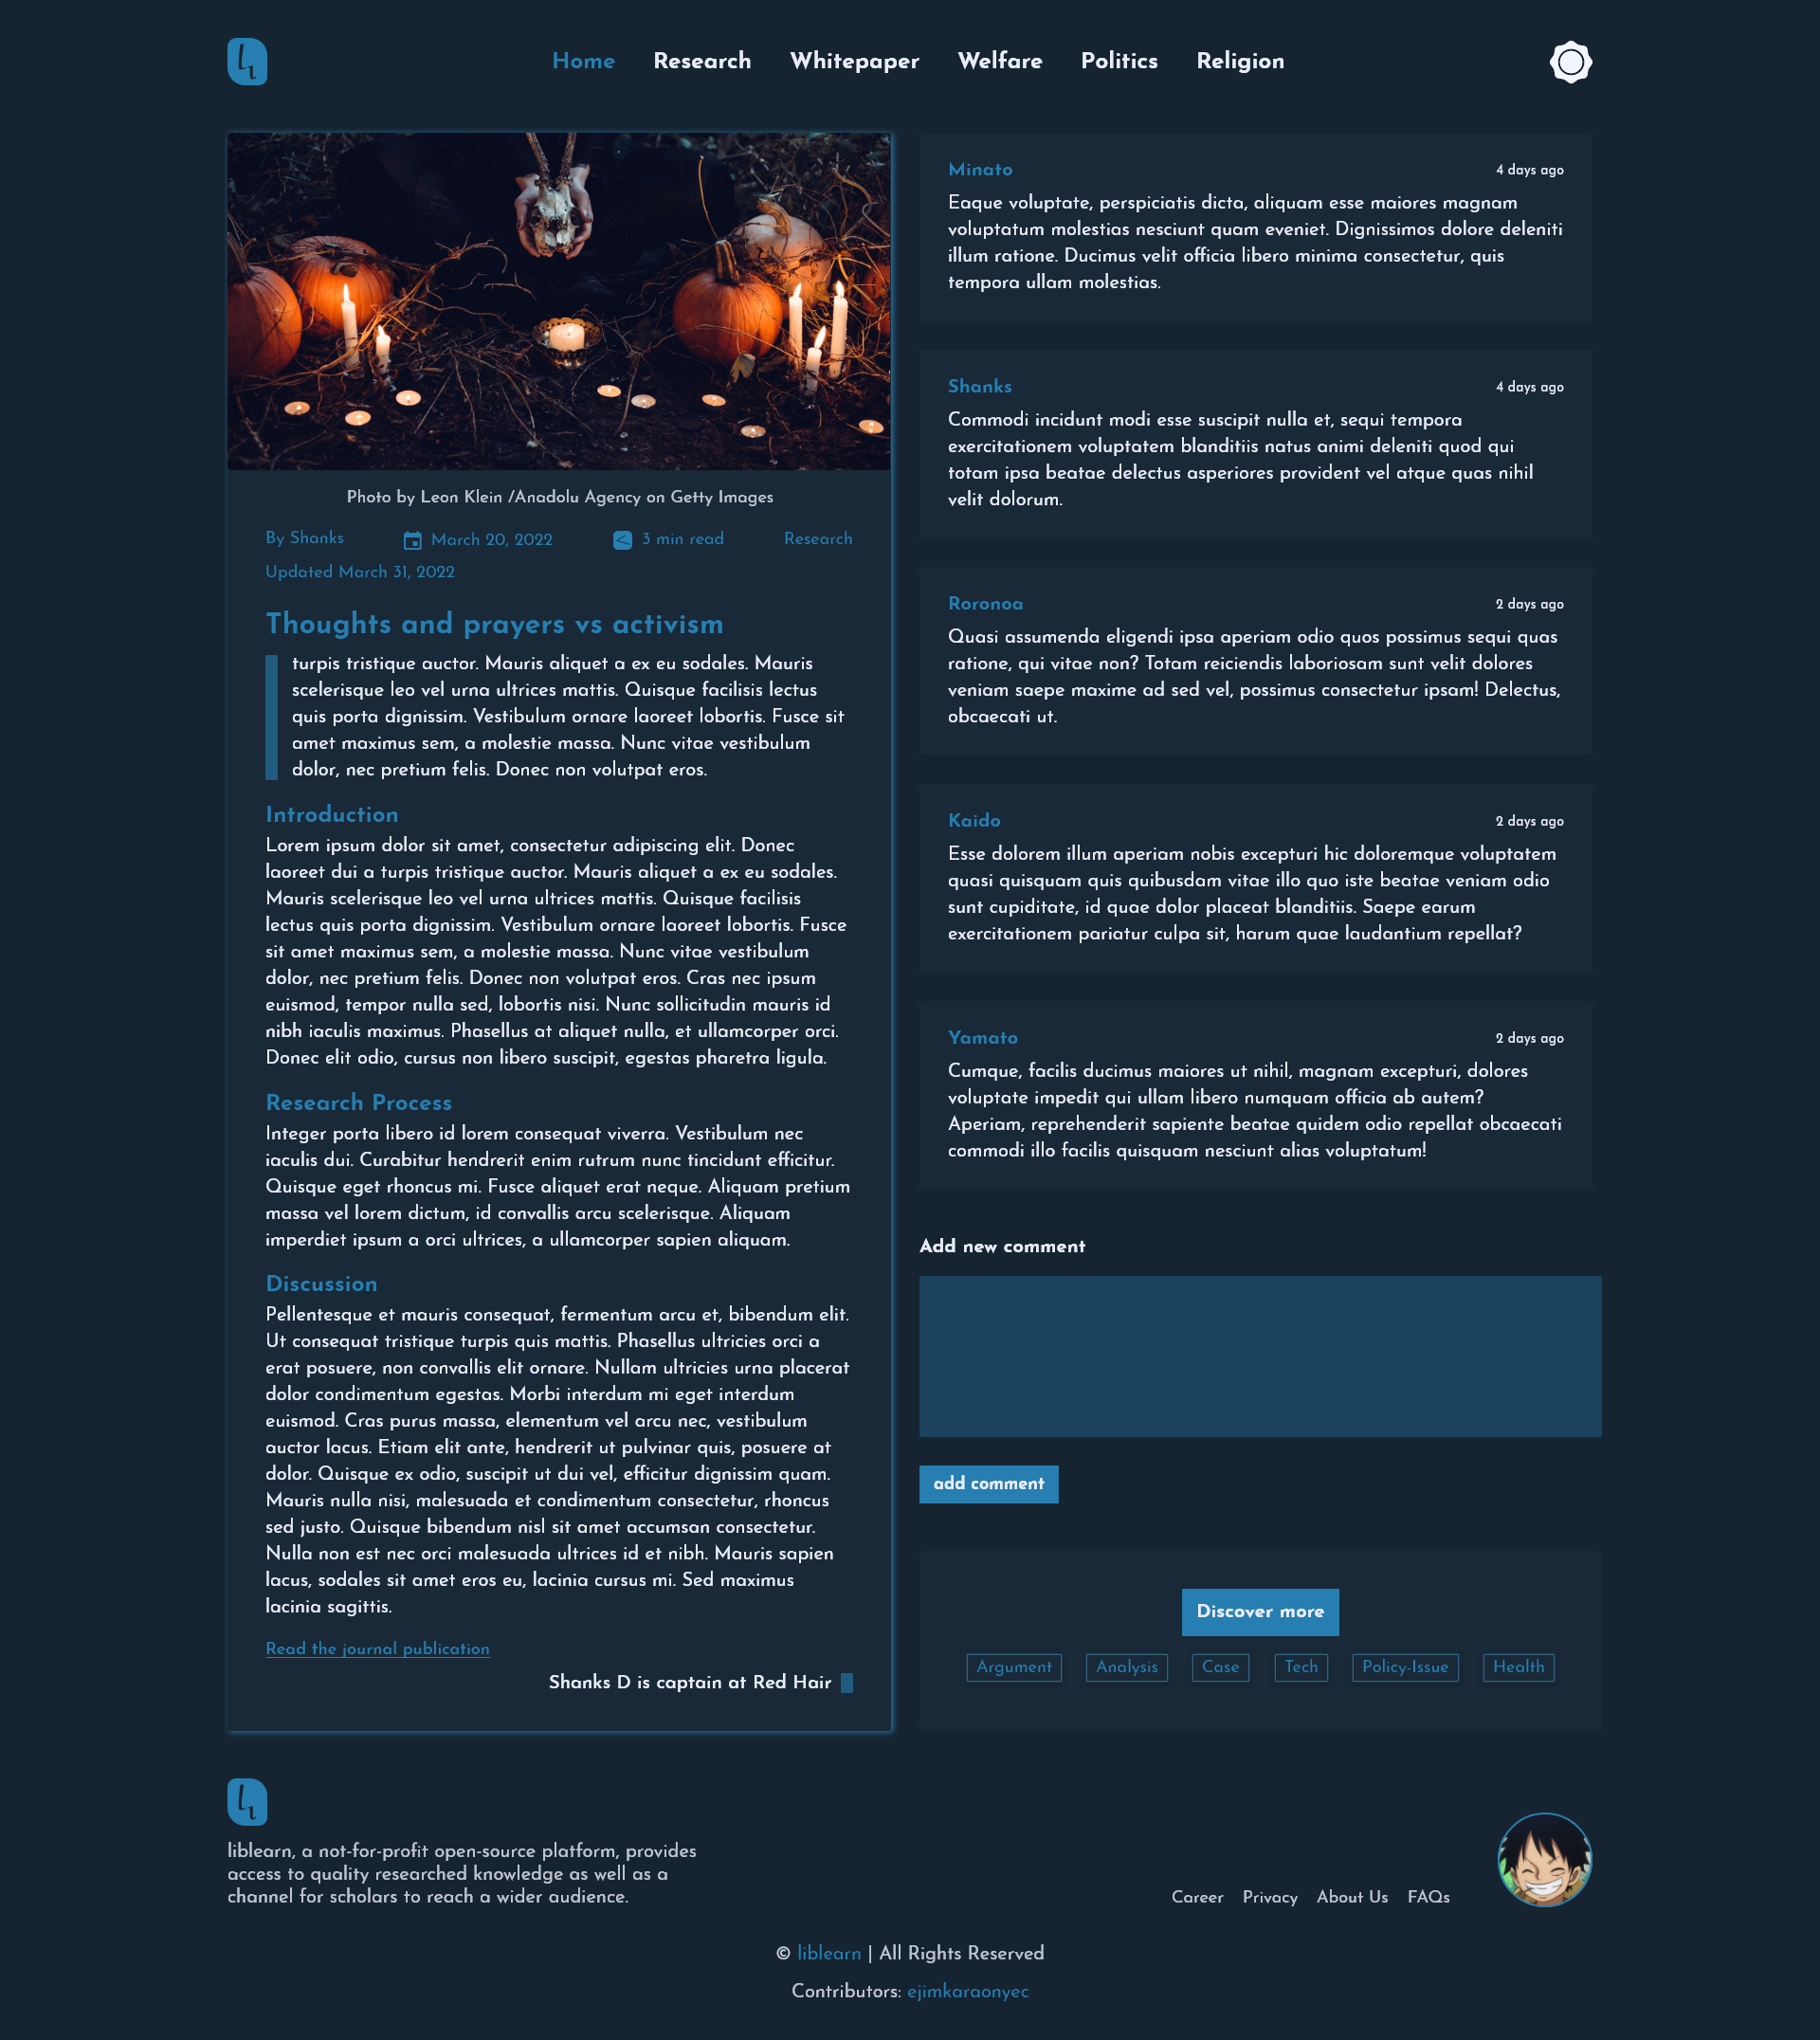 Home Research Whitepaper Welfare Politics Religion
Photo by Leon Klein /Anadolu Agency on Getty Images
By Shanks March 20, 2022 3 min read Research
Updated March 31, 2022
Thoughts and prayers vs activism
turpis tristique auctor. Mauris aliquet a ex eu sodales. Mauris
scelerisque leo vel urna ultrices mattis. Quisque facilisis lectus
quis porta dignissim. Vestibulum ornare laoreet lobortis. Fusce sit
amet maximus sem, a molestie massa. Nunc vitae vestibulum
dolor, nec pretium felis. Donec non volutpat eros.
Introduction
Lorem ipsum dolor sit amet, consectetur adipiscing elit. Donec
laoreet dui a turpis tristique auctor. Mauris aliquet a ex eu sodales.
Mauris scelerisque leo vel urna ultrices mattis. Quisque facilisis
lectus quis porta dignissim. Vestibulum ornare laoreet lobortis. Fusce
sit amet maximus sem, a molestie massa. Nunc vitae vestibulum
dolor, nec pretium felis. Donec non volutpat eros. Cras nec ipsum
euismod, tempor nulla sed, lobortis nisi. Nunc sollicitudin mauris id
nibh iaculis maximus. Phasellus at aliquet nulla, et ullamcorper orci.
Donec elit odio, cursus non libero suscipit, egestas pharetra ligula.
Research Process
Integer porta libero id lorem consequat viverra. Vestibulum nec
iaculis dui. Curabitur hendrerit enim rutrum nunc tincidunt efficitur.
Quisque eget rhoncus mi. Fusce aliquet erat neque. Aliquam pretium
massa vel lorem dictum, id convallis arcu scelerisque. Aliquam
imperdiet ipsum a orci ultrices, a ullamcorper sapien aliquam.
Discussion
Pellentesque et mauris consequat, fermentum arcu et, bibendum elit.
Ut consequat tristique turpis quis mattis. Phasellus ultricies orci a
erat posuere, non convallis elit ornare. Nullam ultricies urna placerat
dolor condimentum egestas. Morbi interdum mi eget interdum
euismod. Cras purus massa, elementum vel arcu nec, vestibulum
auctor lacus. Etiam elit ante, hendrerit ut pulvinar quis, posuere at
dolor. Quisque ex odio, suscipit ut dui vel, efficitur dignissim quam.
Mauris nulla nisi, malesuada et condimentum consectetur, rhoncus
sed justo. Quisque bibendum nisl sit amet accumsan consectetur.
Nulla non est nec orci malesuada ultrices id et nibh. Mauris sapien
lacus, sodales sit amet eros eu, lacinia cursus mi. Sed maximus
lacinia sagittis.
Read the journal publication
Shanks D is captain at Red Hair
Minato 4 days ago
Eaque voluptate, perspiciatis dicta, aliquam esse maiores magnam
voluptatum molestias nesciunt quam eveniet. Dignissimos dolore deleniti
illum ratione. Ducimus velit officia libero minima consectetur, quis
tempora ullam molestias.
Shanks 4 days ago
Commodi incidunt modi esse suscipit nulla et, sequi tempora
exercitationem voluptatem blanditiis natus animi deleniti quod qui
totam ipsa beatae delectus asperiores provident vel atque quas nihil
velit dolorum.
Roronoa 2 days ago
Quasi assumenda eligendi ipsa aperiam odio quos possimus sequi quas
ratione, qui vitae non? Totam reiciendis laboriosam sunt velit dolores
veniam saepe maxime ad sed vel, possimus consectetur ipsam! Delectus,
obcaecati ut.
Kaido 2 days ago
Esse dolorem illum aperiam nobis excepturi hic doloremque voluptatem
quasi quisquam quis quibusdam vitae illo quo iste beatae veniam odio
sunt cupiditate, id quae dolor placeat blanditiis. Saepe earum
exercitationem pariatur culpa sit, harum quae laudantium repellat?
Yamato 2 days ago
Cumque, facilis ducimus maiores ut nihil, magnam excepturi, dolores
voluptate impedit qui ullam libero numquam officia ab autem?
Aperiam, reprehenderit sapiente beatae quidem odio repellat obcaecati
commodi illo facilis quisquam nesciunt alias voluptatum!
Add new comment
add comment
Discover more
Argument Analysis Case Tech Policy-Issue Health
liblearn, a not-for-profit open-source platform, provides
access to quality researched knowledge as well as a
channel for scholars to reach a wider audience.
Career Privacy About Us FAQs
© liblearn | All Rights Reserved
Contributors: ejimkaraonyec